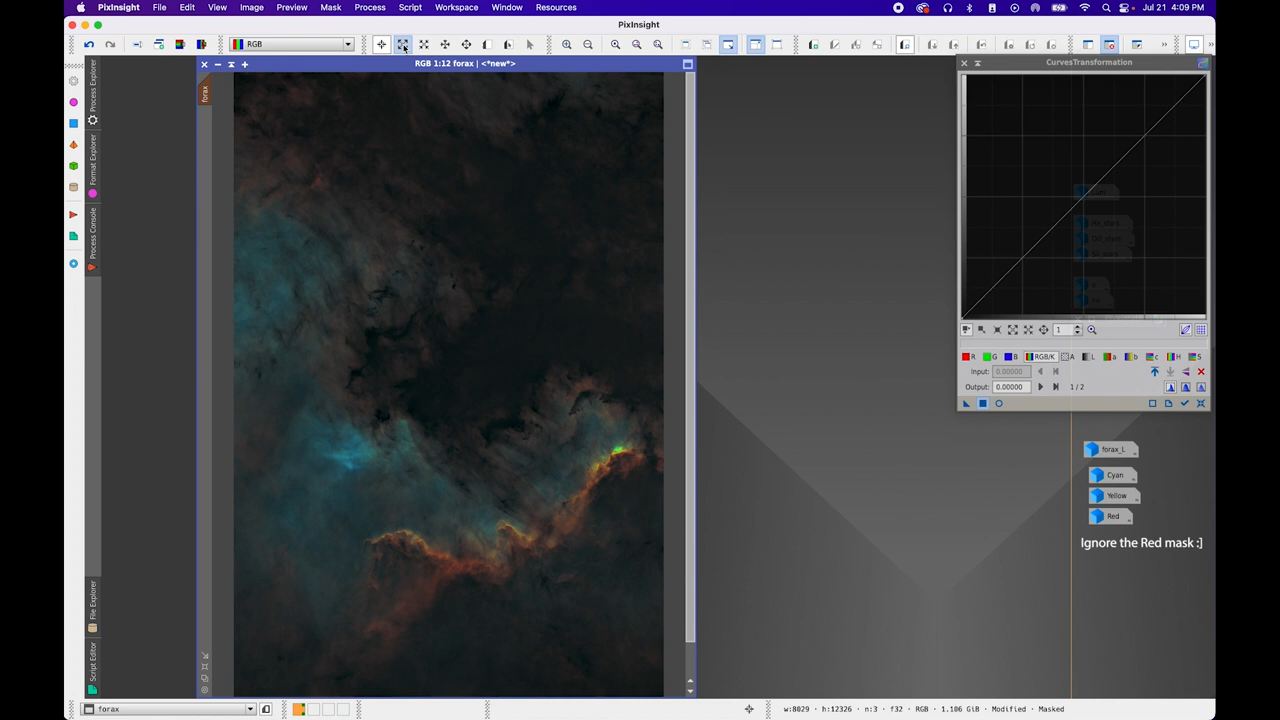 PixInsight File Edit View Image Preview Mask Process Script Workspace Window Resources
Jul 21 4:09 PM
PixInsight
RGB
RGB 1:12 forax | <*new*>
forax
Process Explorer
Format Explorer
Process Console
File Explorer
Script Editor
CurvesTransformation
1
R G B RGB/K A L a b c H S
Input: 0.00000
Output: 0.00000 1 / 2
forax_L
Cyan
Yellow
Red
Ignore the Red mask :]
forax
w:8029 · h:12326 · n:3 · f32 · RGB · 1.106 GiB · Modified · Masked